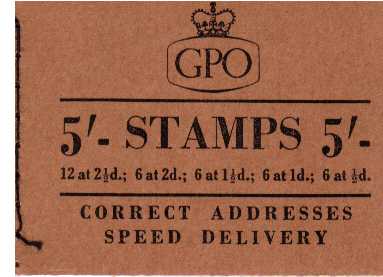 GPO
5'- STAMPS 5'-
12 at 2½d.; 6 at 2d.; 6 at 1½d.; 6 at 1d.; 6 at ½d.
CORRECT ADDRESSES
SPEED DELIVERY